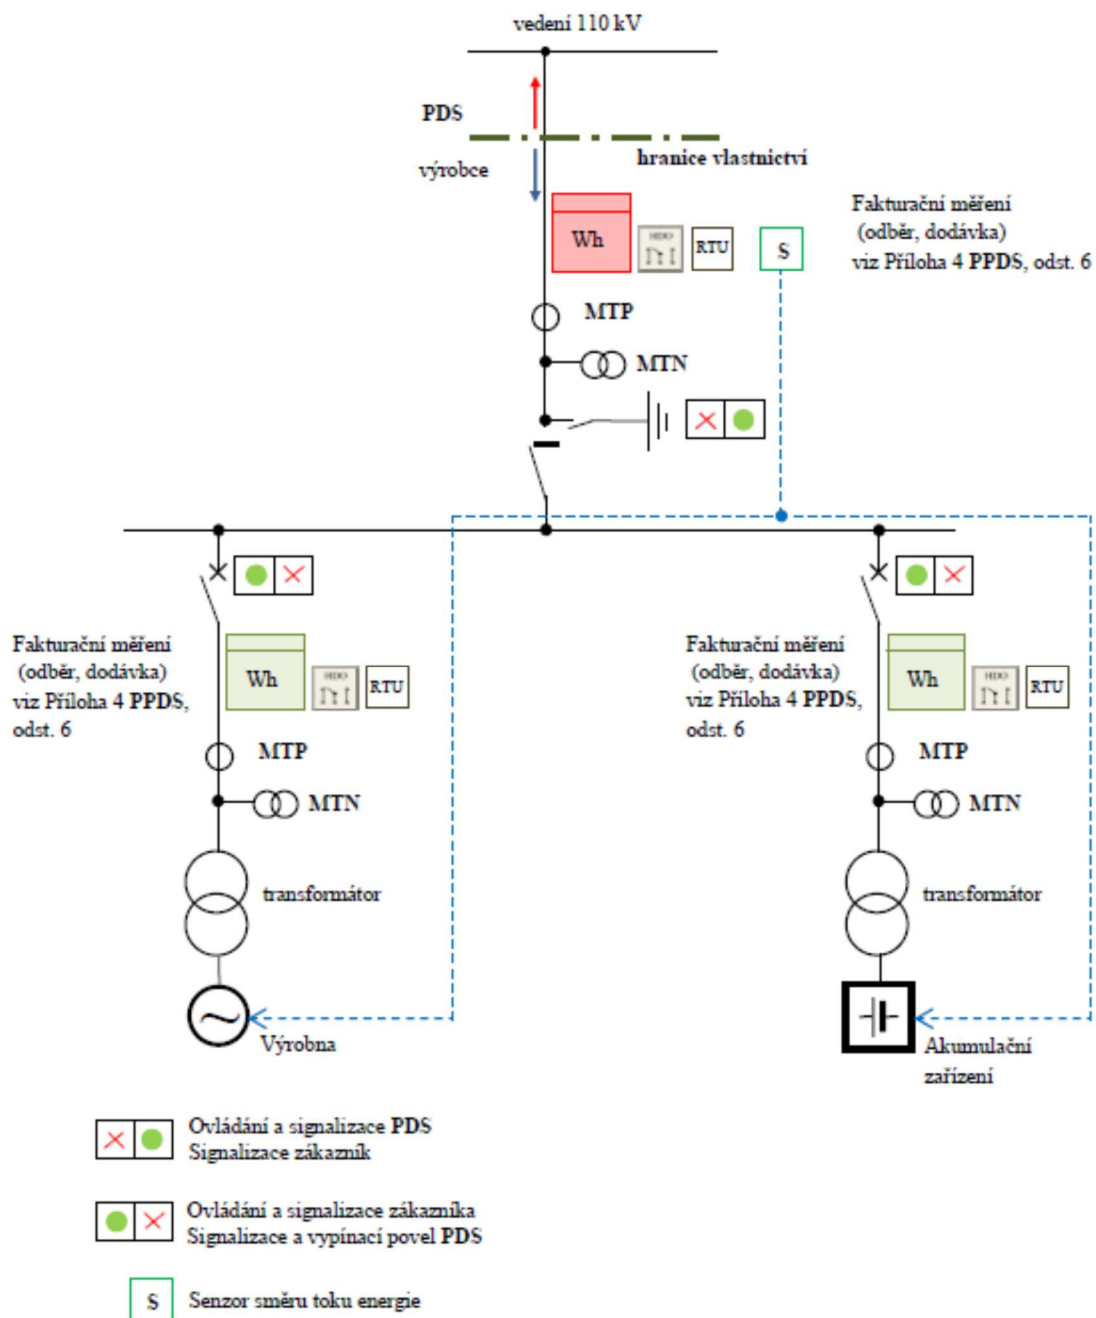 vedení 110 kV
PDS
výrobce
hranice vlastnictví
Fakturační měření
(odběr, dodávka)
viz Příloha 4 PPDS, odst. 6
Wh
HDO
RTU
S
MTP
MTN
Fakturační měření
(odběr, dodávka)
viz Příloha 4 PPDS,
odst. 6
Wh
HDO
RTU
MTP
MTN
transformátor
Výrobna
Fakturační měření
(odběr, dodávka)
viz Příloha 4 PPDS,
odst. 6
Wh
HDO
RTU
MTP
MTN
transformátor
Akumulační
zařízení
Ovládání a signalizace PDS
Signalizace zákazník
Ovládání a signalizace zákazníka
Signalizace a vypínací povel PDS
S
Senzor směru toku energie